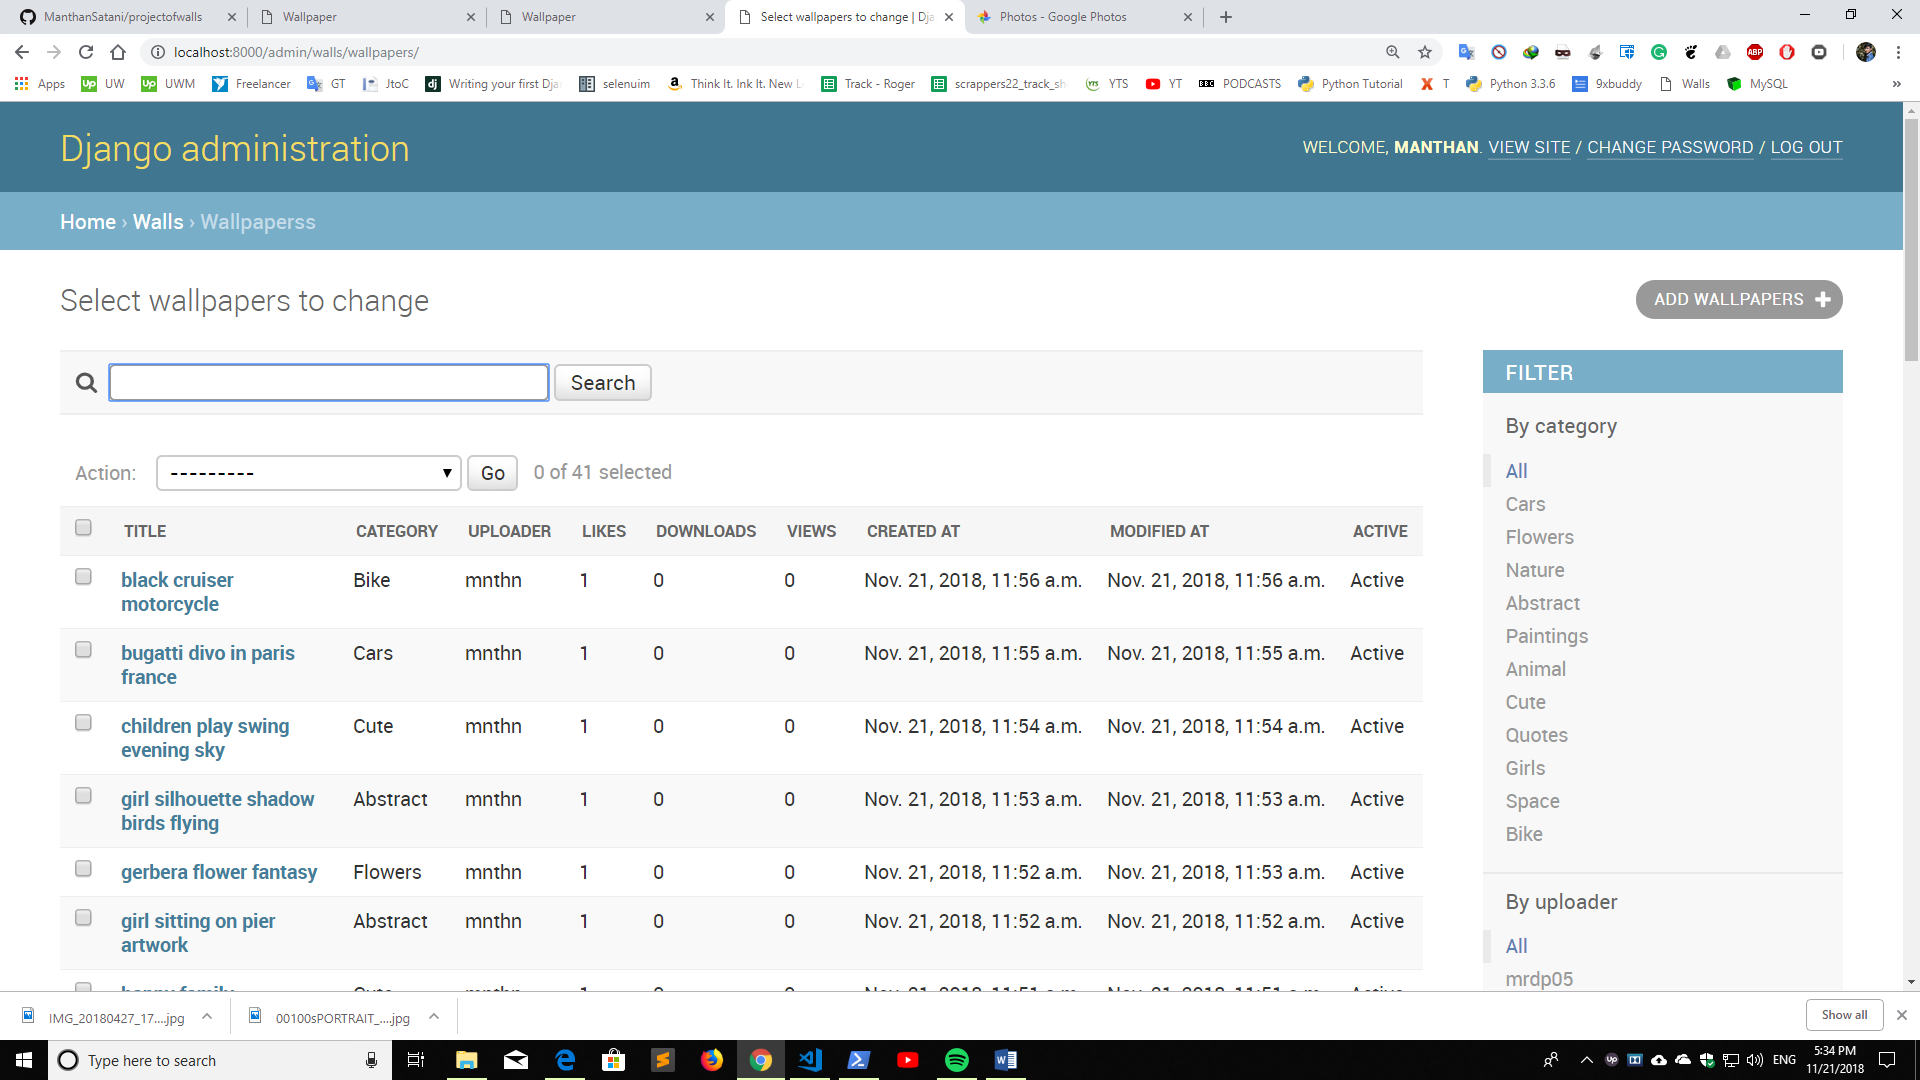 ManthanSatani/projectofwalls
Wallpaper
Wallpaper
Select wallpapers to change | Dja
Photos - Google Photos
localhost:8000/admin/walls/wallpapers/
Apps UW UWM Freelancer GT JtoC Writing your first Dja selenuim Think It. Ink It. New L Track - Roger scrappers22_track_sh YTS YT PODCASTS Python Tutorial T Python 3.3.6 9xbuddy Walls MySQL »
Django administration
WELCOME, MANTHAN. VIEW SITE / CHANGE PASSWORD / LOG OUT
Home › Walls › Wallpaperss
Select wallpapers to change
ADD WALLPAPERS
Search
Action: --------- Go 0 of 41 selected
TITLE CATEGORY UPLOADER LIKES DOWNLOADS VIEWS CREATED AT MODIFIED AT ACTIVE
black cruiser motorcycle Bike mnthn 1 0 0 Nov. 21, 2018, 11:56 a.m. Nov. 21, 2018, 11:56 a.m. Active
bugatti divo in paris france Cars mnthn 1 0 0 Nov. 21, 2018, 11:55 a.m. Nov. 21, 2018, 11:55 a.m. Active
children play swing evening sky Cute mnthn 1 0 0 Nov. 21, 2018, 11:54 a.m. Nov. 21, 2018, 11:54 a.m. Active
girl silhouette shadow birds flying Abstract mnthn 1 0 0 Nov. 21, 2018, 11:53 a.m. Nov. 21, 2018, 11:53 a.m. Active
gerbera flower fantasy Flowers mnthn 1 0 0 Nov. 21, 2018, 11:52 a.m. Nov. 21, 2018, 11:53 a.m. Active
girl sitting on pier artwork Abstract mnthn 1 0 0 Nov. 21, 2018, 11:52 a.m. Nov. 21, 2018, 11:52 a.m. Active
FILTER
By category
All
Cars
Flowers
Nature
Abstract
Paintings
Animal
Cute
Quotes
Girls
Space
Bike
By uploader
All
mrdp05
IMG_20180427_17....jpg
00100sPORTRAIT_....jpg
Show all
Type here to search
ENG
5:34 PM
11/21/2018